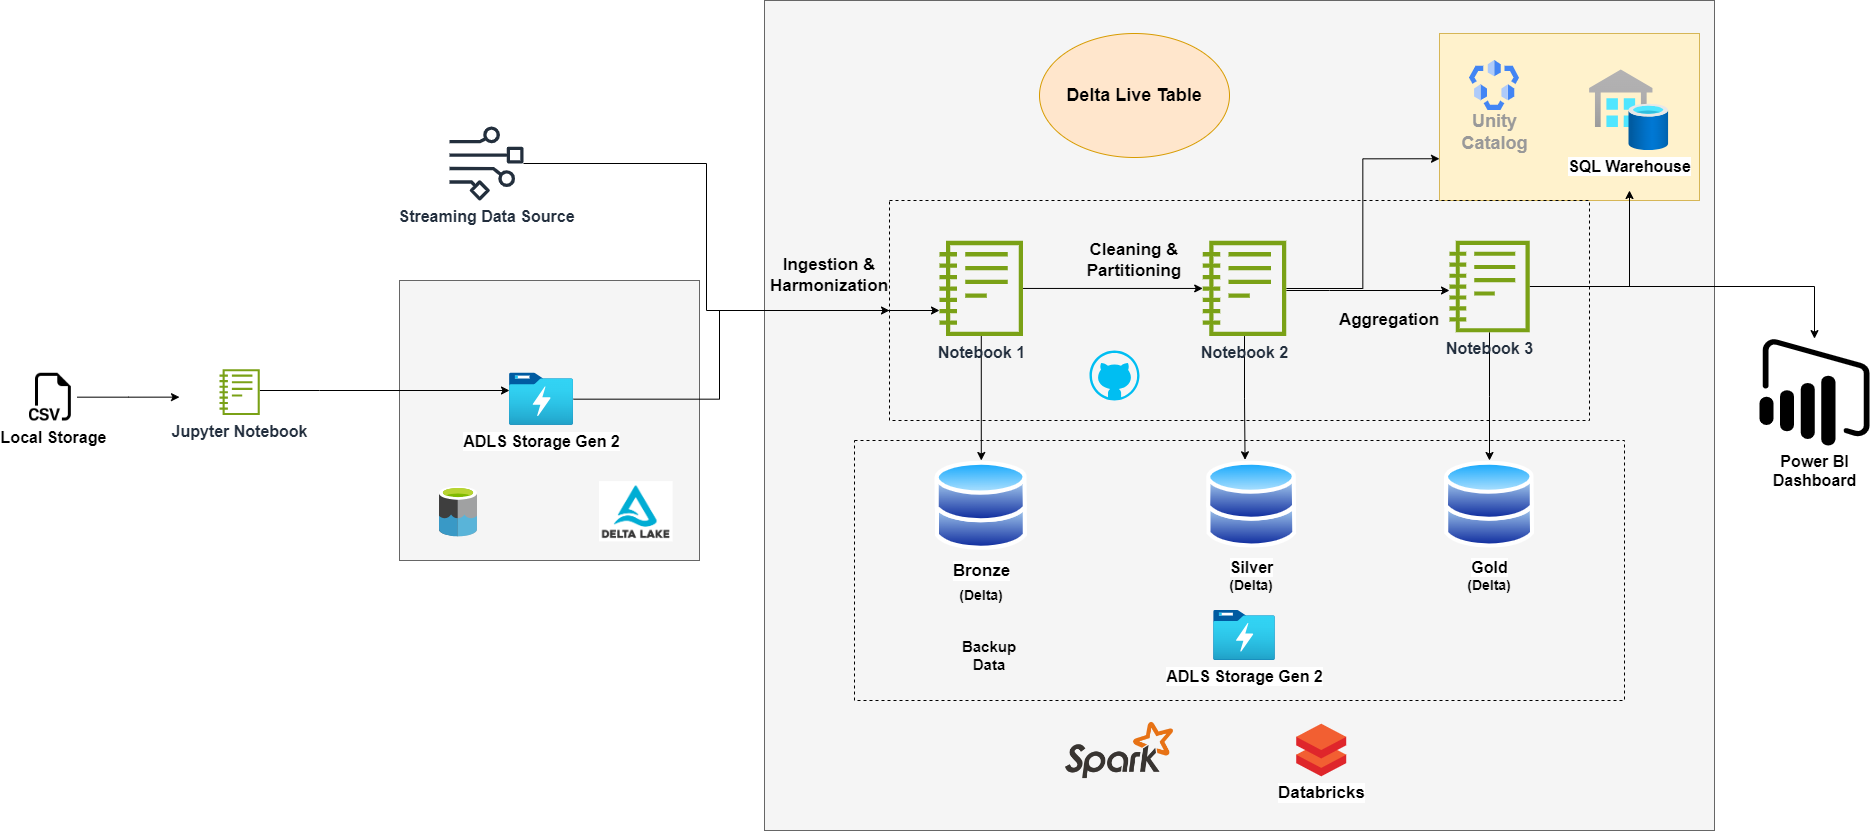 Delta Live Table
Unity
Catalog
SQL Warehouse
Streaming Data Source
Ingestion &
Harmonization
Cleaning &
Partitioning
Aggregation
Notebook 1
Notebook 2
Notebook 3
CSV
Local Storage
Jupyter Notebook
ADLS Storage Gen 2
DELTA LAKE
Power BI
Dashboard
Bronze
(Delta)
Silver
(Delta)
Gold
(Delta)
Backup
Data
ADLS Storage Gen 2
Spark
Databricks